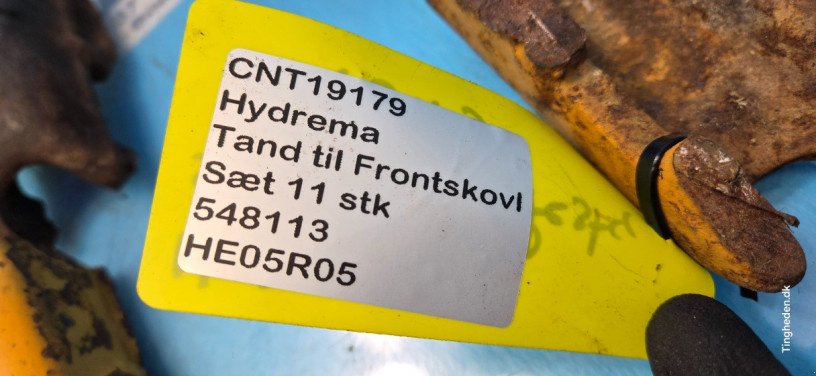 CNT19179
Hydrema
Tand til Frontskovl
Sæt 11 stk
548113
HE05R05
Tingheden.dk